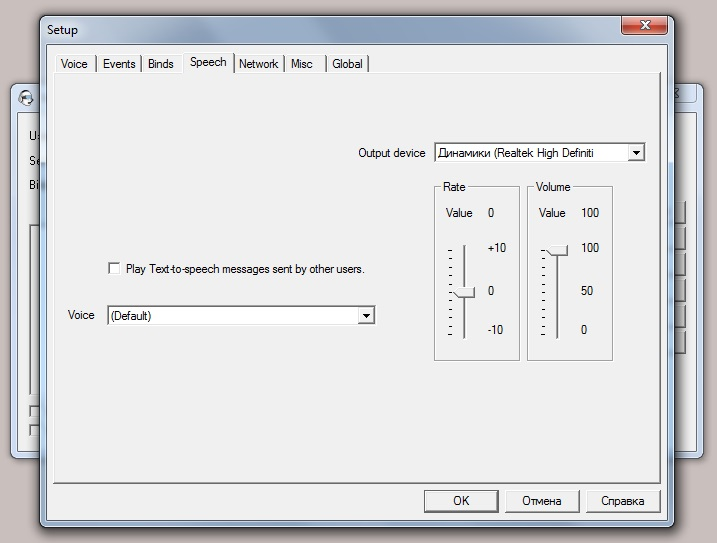 Setup
Voice
Events
Binds
Speech
Network
Misc
Global
Output device
Динамики (Realtek High Definiti
Rate
Volume
Value 0
Value 100
+10
100
Play Text-to-speech messages sent by other users.
0
50
Voice
(Default)
-10
0
OK
Отмена
Справка